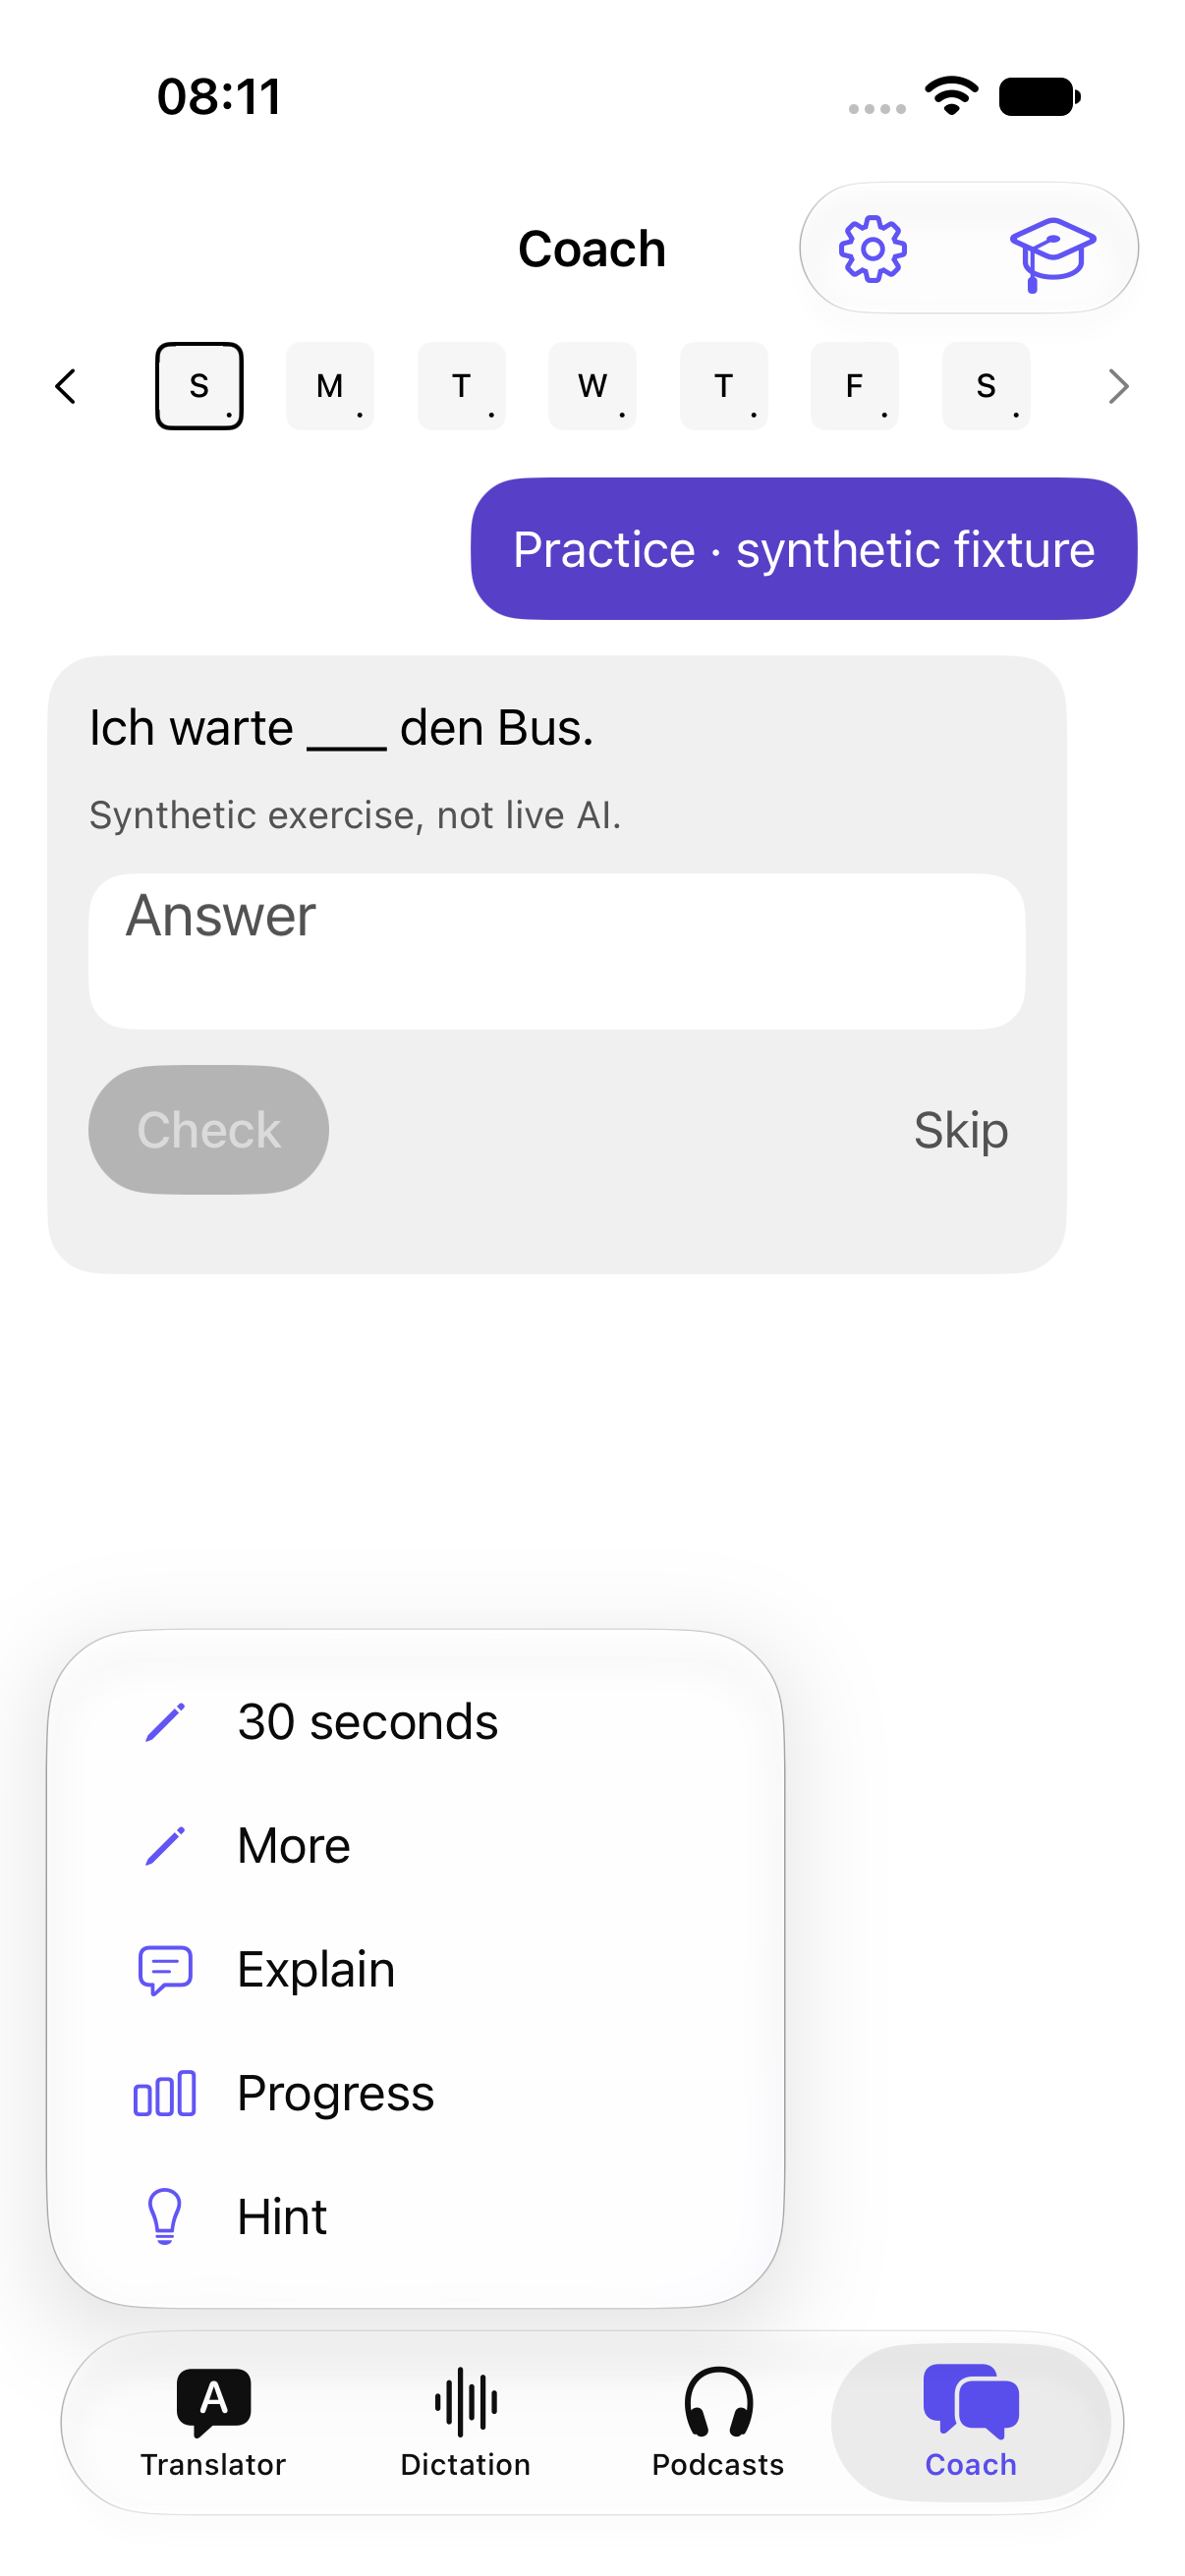 08:11
Coach
S M T W T F S
Practice · synthetic fixture
Ich warte ____ den Bus.
Synthetic exercise, not live AI.
Answer
Check Skip
30 seconds
More
Explain
Progress
Hint
A
Translator Dictation Podcasts Coach